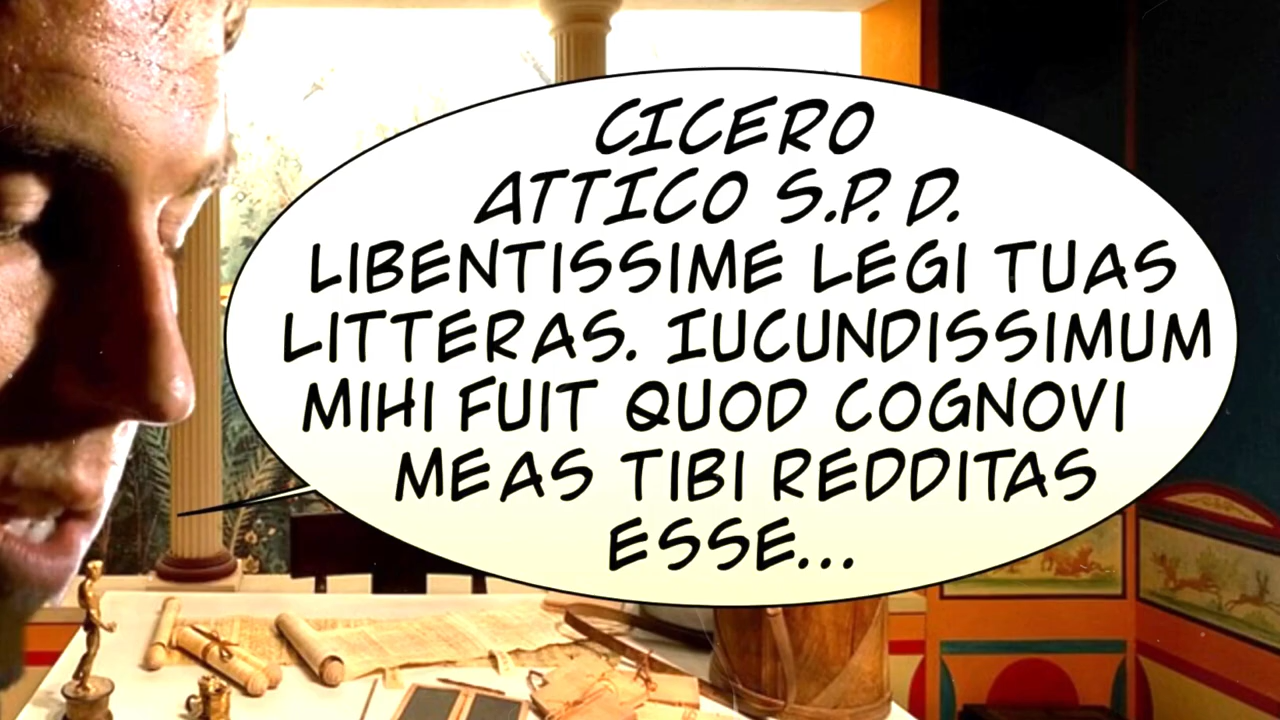 CICERO
ATTICO S.P.D.
LIBENTISSIME LEGI TUAS
LITTERAS. IUCUNDISSIMUM
MIHI FUIT QUOD COGNOVI
MEAS TIBI REDDITAS
ESSE...